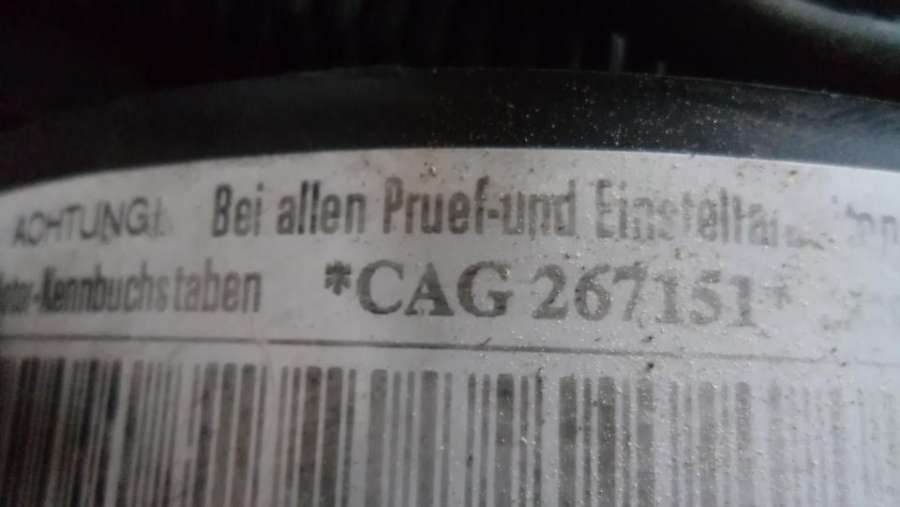 ACHTUNG! Bei allen Pruef-und
Kennbuchstaben *CAG 267151*